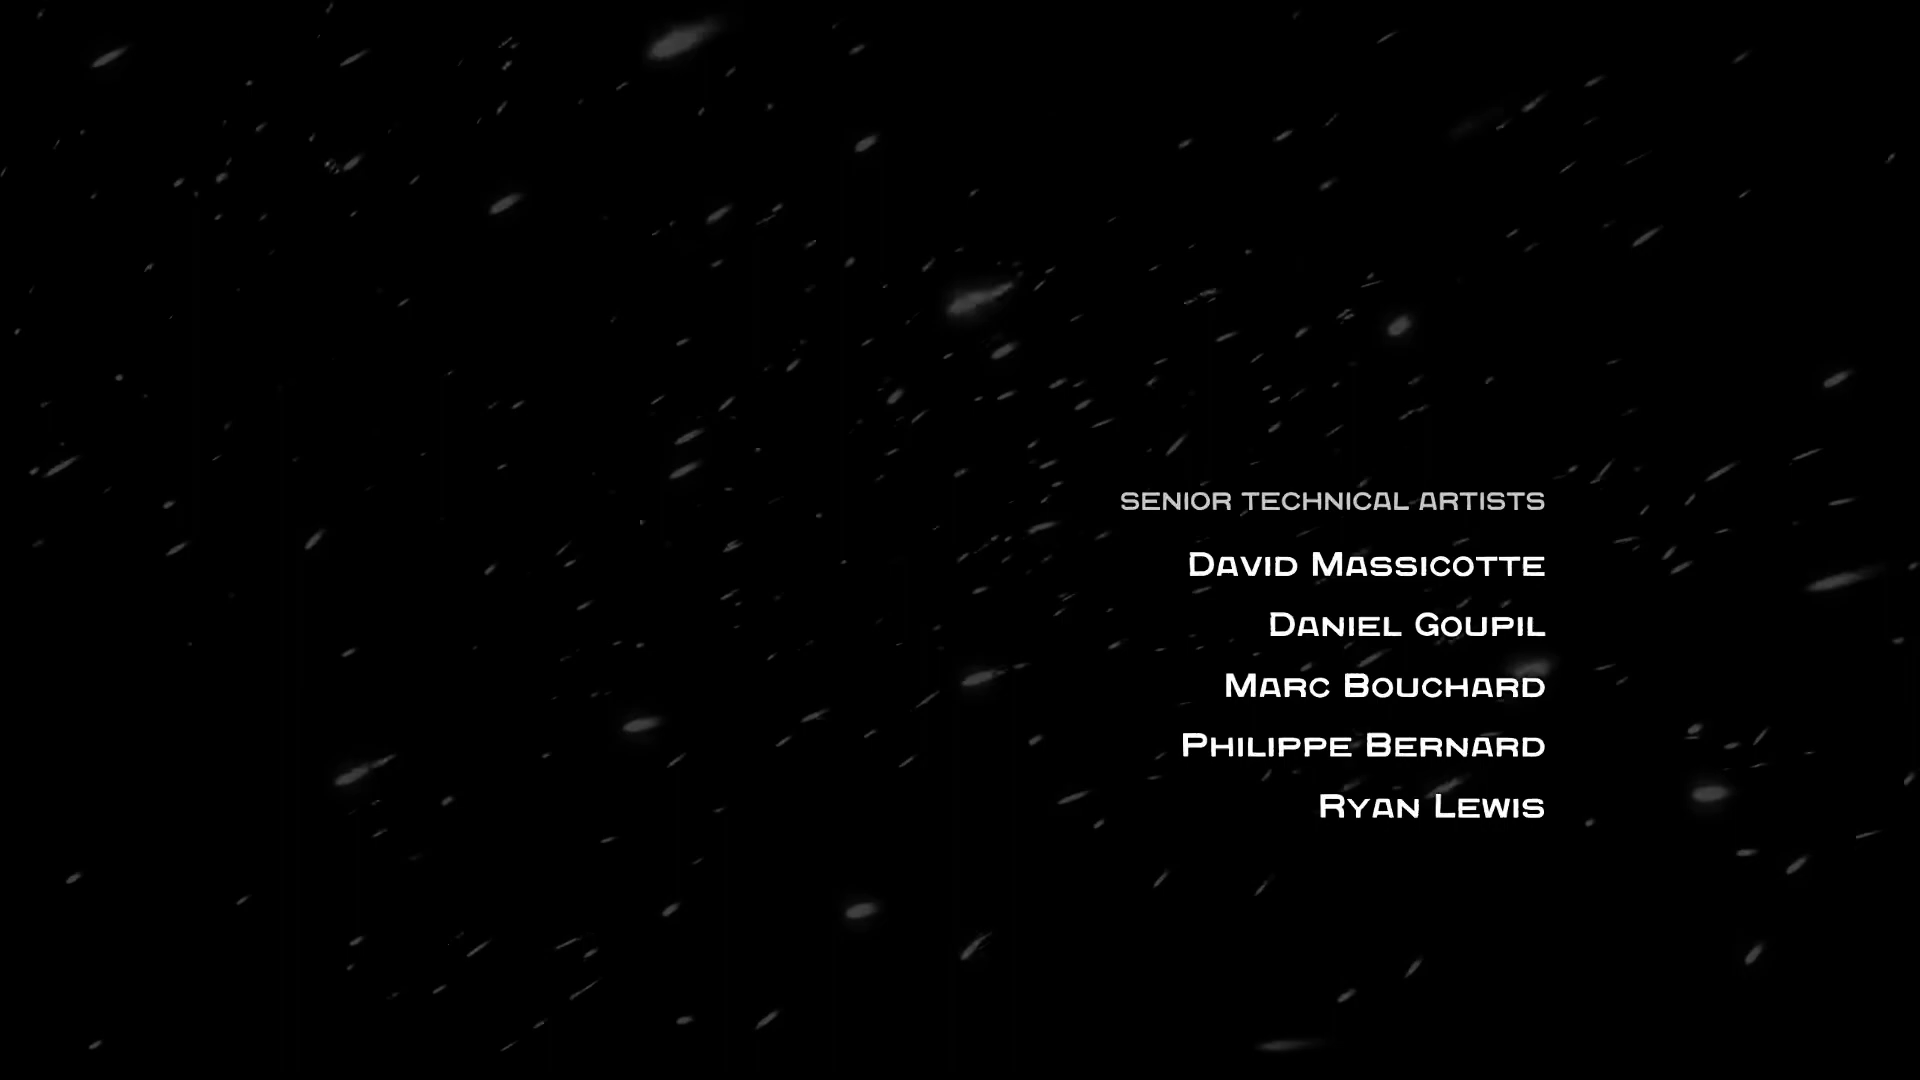 SENIOR TECHNICAL ARTISTS
DAVID MASSICOTTE
DANIEL GOUPIL
MARC BOUCHARD
PHILIPPE BERNARD
RYAN LEWIS